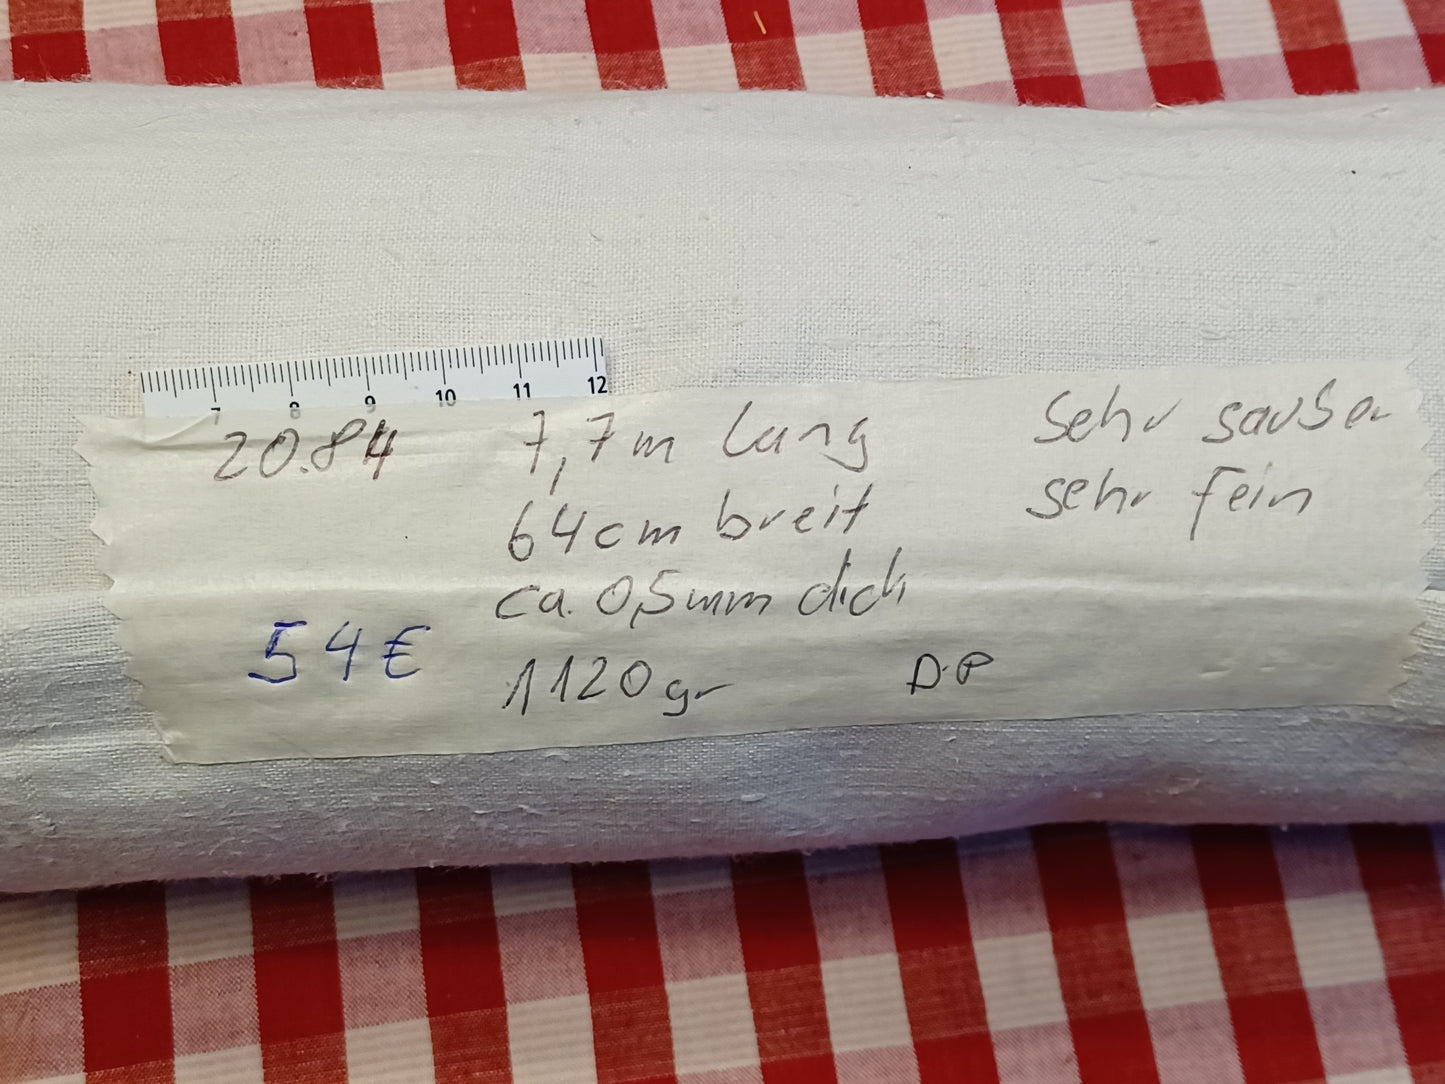 7 8 9 10 11 12
20.84
7,7m lang
64cm breit
ca. 0,5mm dick
1120gr
54€
sehr sauber
sehr fein
D.P